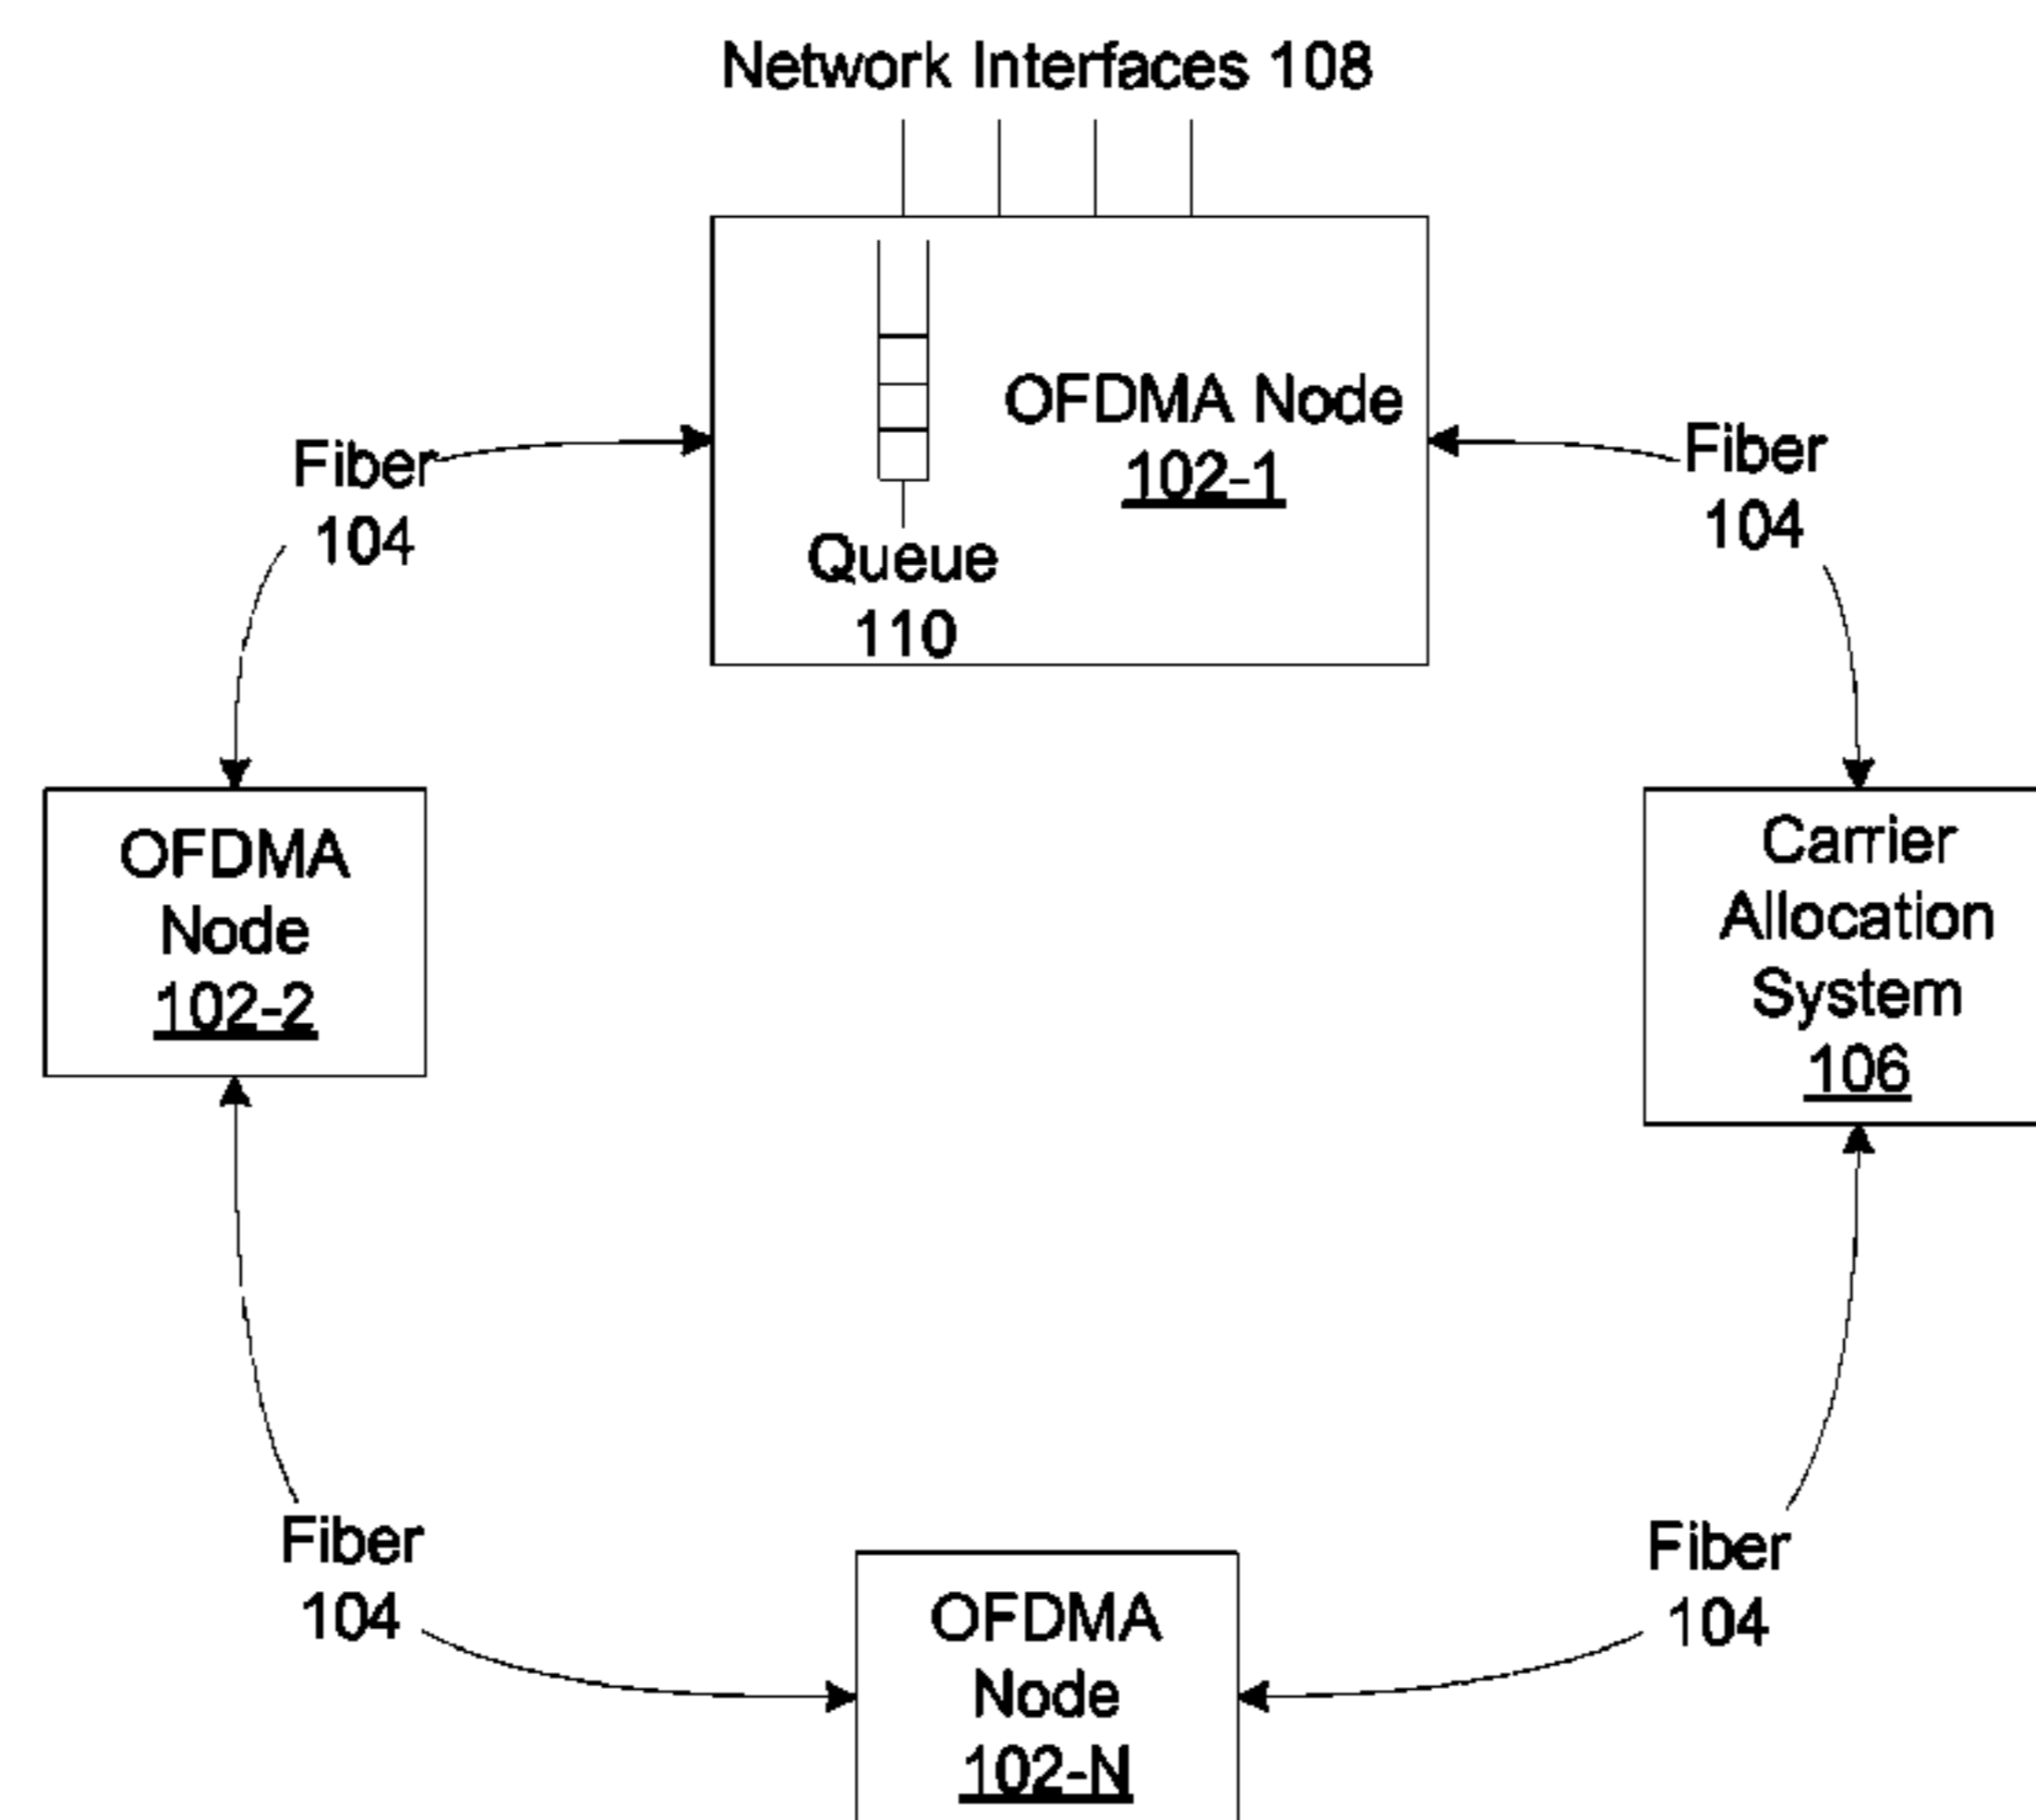 Network Interfaces 108
OFDMA Node
102-1
Queue
110
Fiber
104
Fiber
104
OFDMA
Node
102-2
Carrier
Allocation
System
106
Fiber
104
Fiber
104
OFDMA
Node
102-N